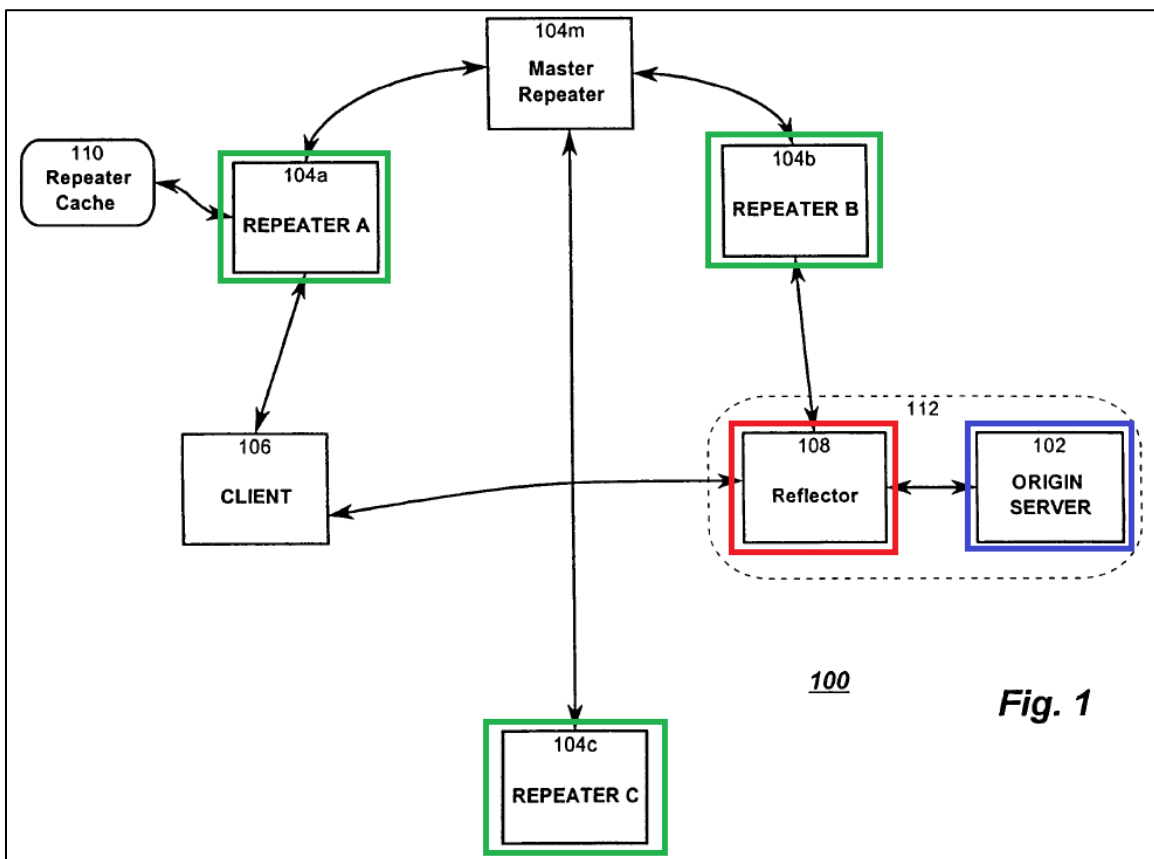 104m
Master
Repeater
110
Repeater
Cache
104a
REPEATER A
104b
REPEATER B
106
CLIENT
112
108
Reflector
102
ORIGIN
SERVER
100
Fig. 1
104c
REPEATER C